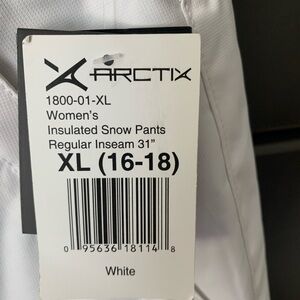 ARCTIX
1800-01-XL
Women's
Insulated Snow Pants
Regular Inseam 31"
XL (16-18)
0 95636 18114 8
White